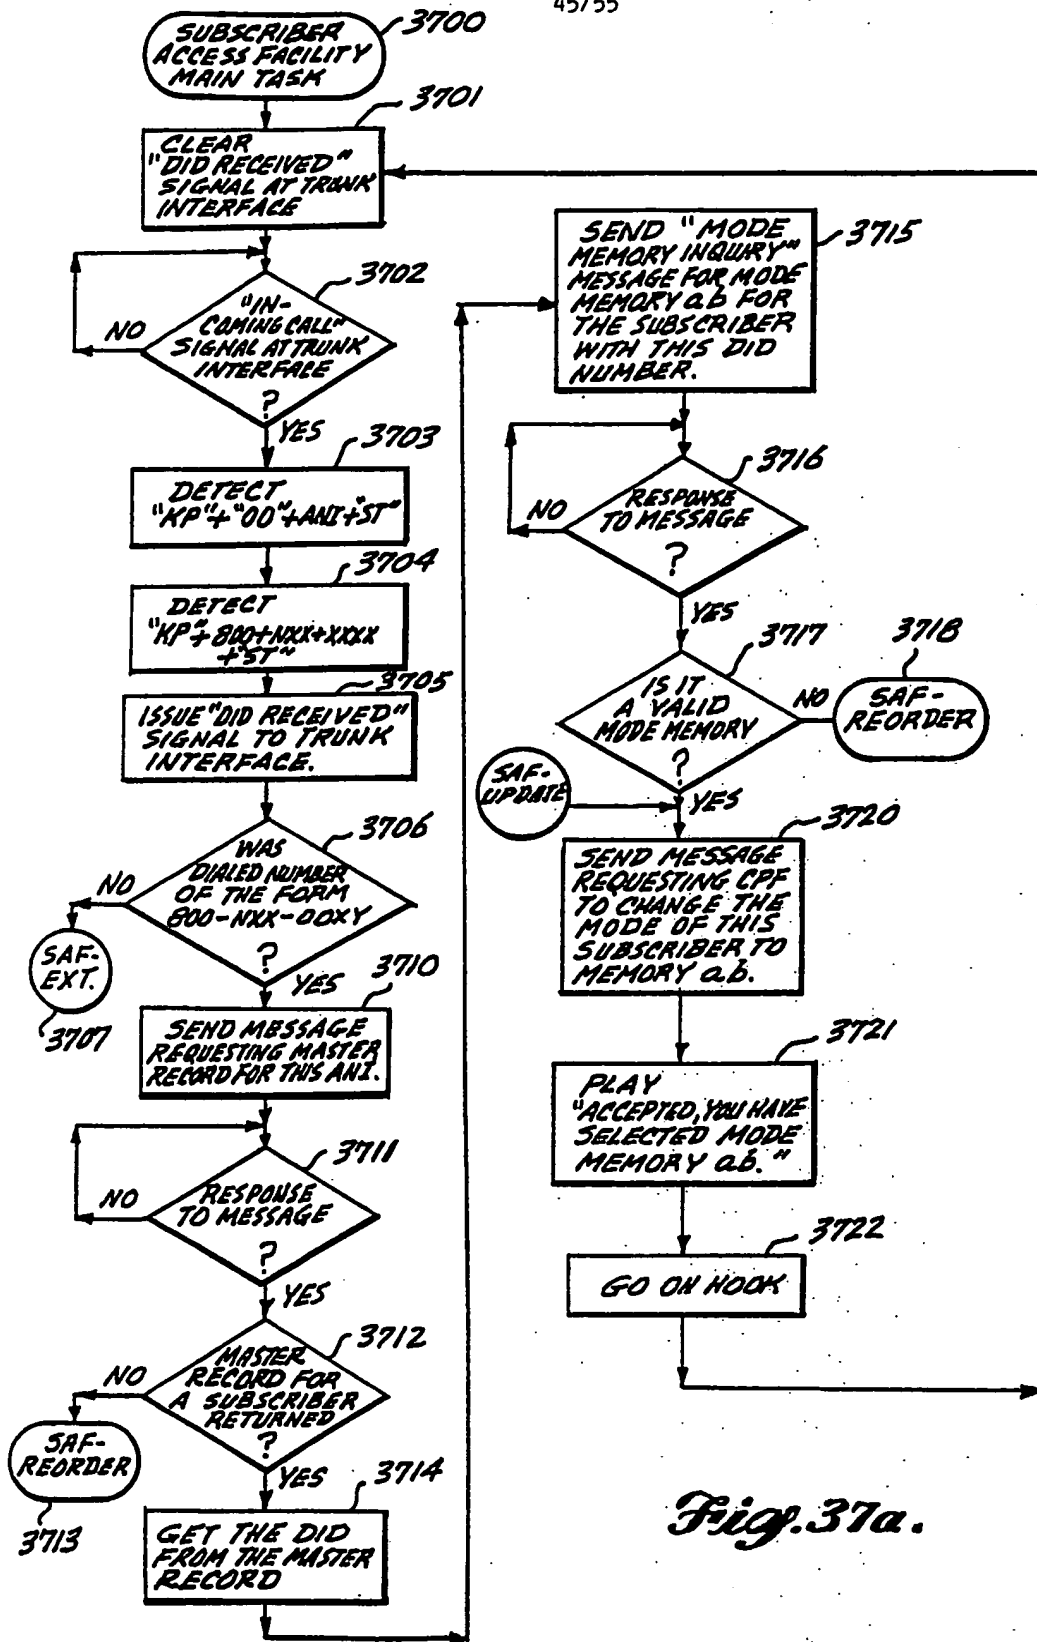 45/55
SUBSCRIBER
ACCESS FACILITY
MAIN TASK
3700
3701
CLEAR
"DID RECEIVED"
SIGNAL AT TRUNK
INTERFACE
3702
"IN-
COMING CALL"
SIGNAL AT TRUNK
INTERFACE
?
NO
YES
3703
DETECT
"KP"+"00"+ANI+"ST"
3704
DETECT
"KP"+800+NXX+XXXX
+"ST"
3705
ISSUE "DID RECEIVED"
SIGNAL TO TRUNK
INTERFACE.
3706
WAS
DIALED NUMBER
OF THE FORM
800-NXX-OOXY
?
NO
SAF-
EXT.
3707
YES
3710
SEND MESSAGE
REQUESTING MASTER
RECORD FOR THIS ANI.
3711
RESPONSE
TO MESSAGE
?
NO
YES
3712
MASTER
RECORD FOR
A SUBSCRIBER
RETURNED
?
NO
SAF-
REORDER
3713
YES
3714
GET THE DID
FROM THE MASTER
RECORD
3715
SEND "MODE
MEMORY INQUIRY"
MESSAGE FOR MODE
MEMORY ab FOR
THE SUBSCRIBER
WITH THIS DID
NUMBER.
3716
RESPONSE
TO MESSAGE
?
NO
YES
3717
IS IT
A VALID
MODE MEMORY
?
NO
3718
SAF-
REORDER
YES
SAF-
UPDATE
3720
SEND MESSAGE
REQUESTING CPF
TO CHANGE THE
MODE OF THIS
SUBSCRIBER TO
MEMORY ab.
3721
PLAY
"ACCEPTED, YOU HAVE
SELECTED MODE
MEMORY ab."
3722
GO ON HOOK
Fig. 37a.